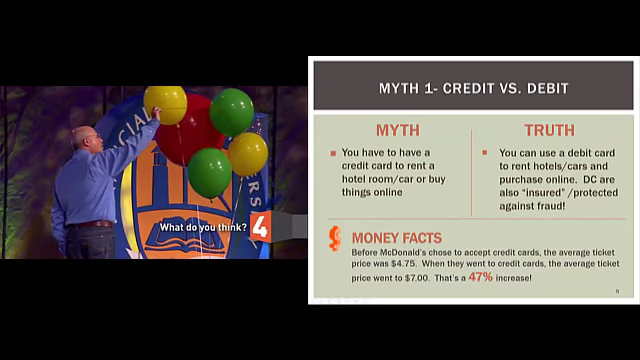 NCIAL
ERS
What do you think?
4
MYTH 1- CREDIT VS. DEBIT
MYTH
You have to have a
credit card to rent a
hotel room/car or buy
things online
TRUTH
You can use a debit card
to rent hotels/cars and
purchase online. DC are
also “insured”/protected
against fraud!
MONEY FACTS
Before McDonald's chose to accept credit cards, the average ticket
price was $4.75. When they went to credit cards, the average ticket
price went to $7.00. That's a 47% increase!